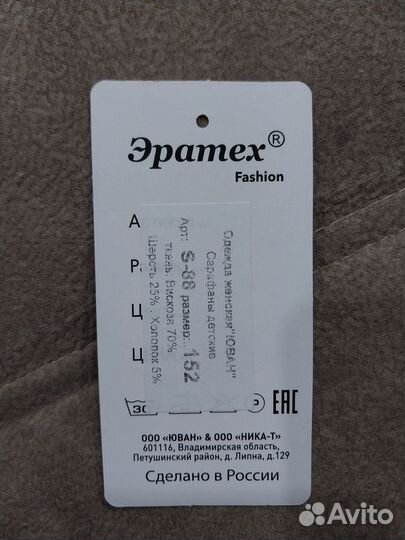 Эратех®
Fashion
А
Р
Ц
Ц
Одежда женская"ЮВАН"
Сарафаны детские
Арт: S-88 размер: 152
ткань: Вискоза 70%,
Шерсть 25% . Хлопок 5%
30
EAC
ООО «ЮВАН» & ООО «НИКА-Т»
601116, Владимирская область,
Петушинский район, д. Липна, д.129
Сделано в России
Avito